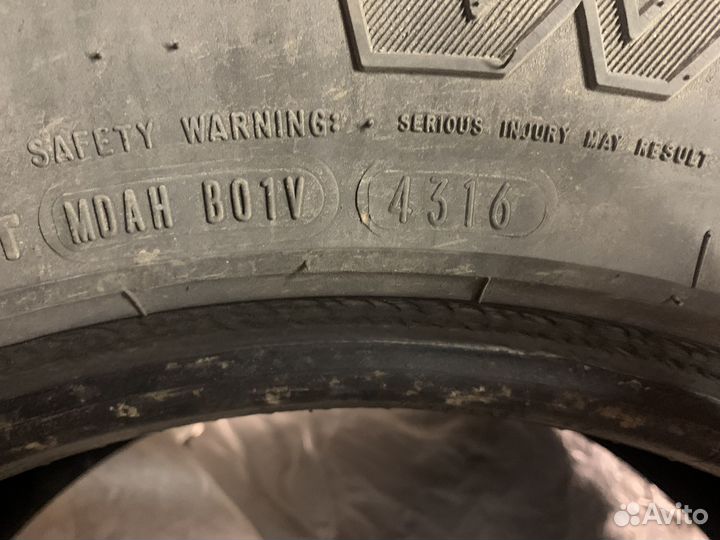 SAFETY WARNING: SERIOUS INJURY MAY RESULT
T MDAH B01V 4316
Avito